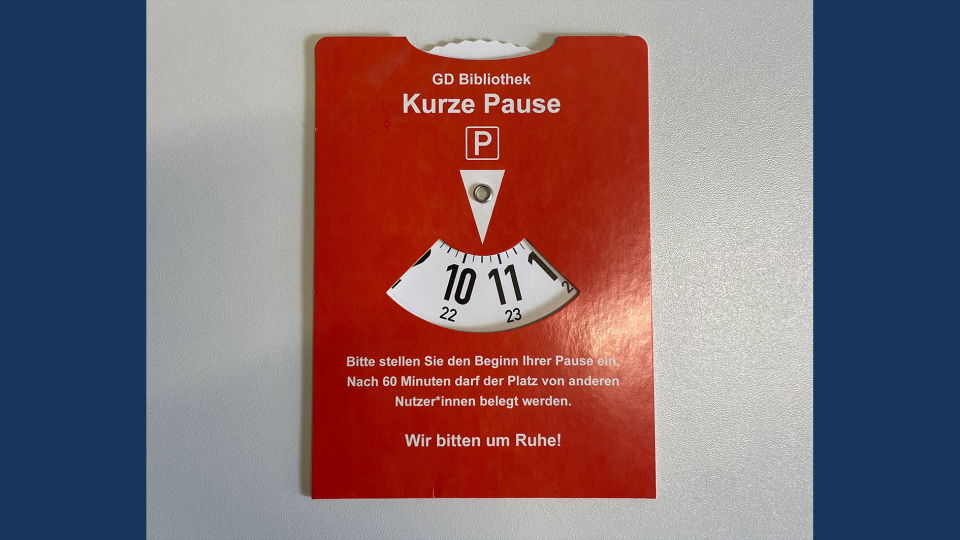 GD Bibliothek
Kurze Pause
P
10 11
22 23
Bitte stellen Sie den Beginn Ihrer Pause ein.
Nach 60 Minuten darf der Platz von anderen
Nutzer*innen belegt werden.
Wir bitten um Ruhe!